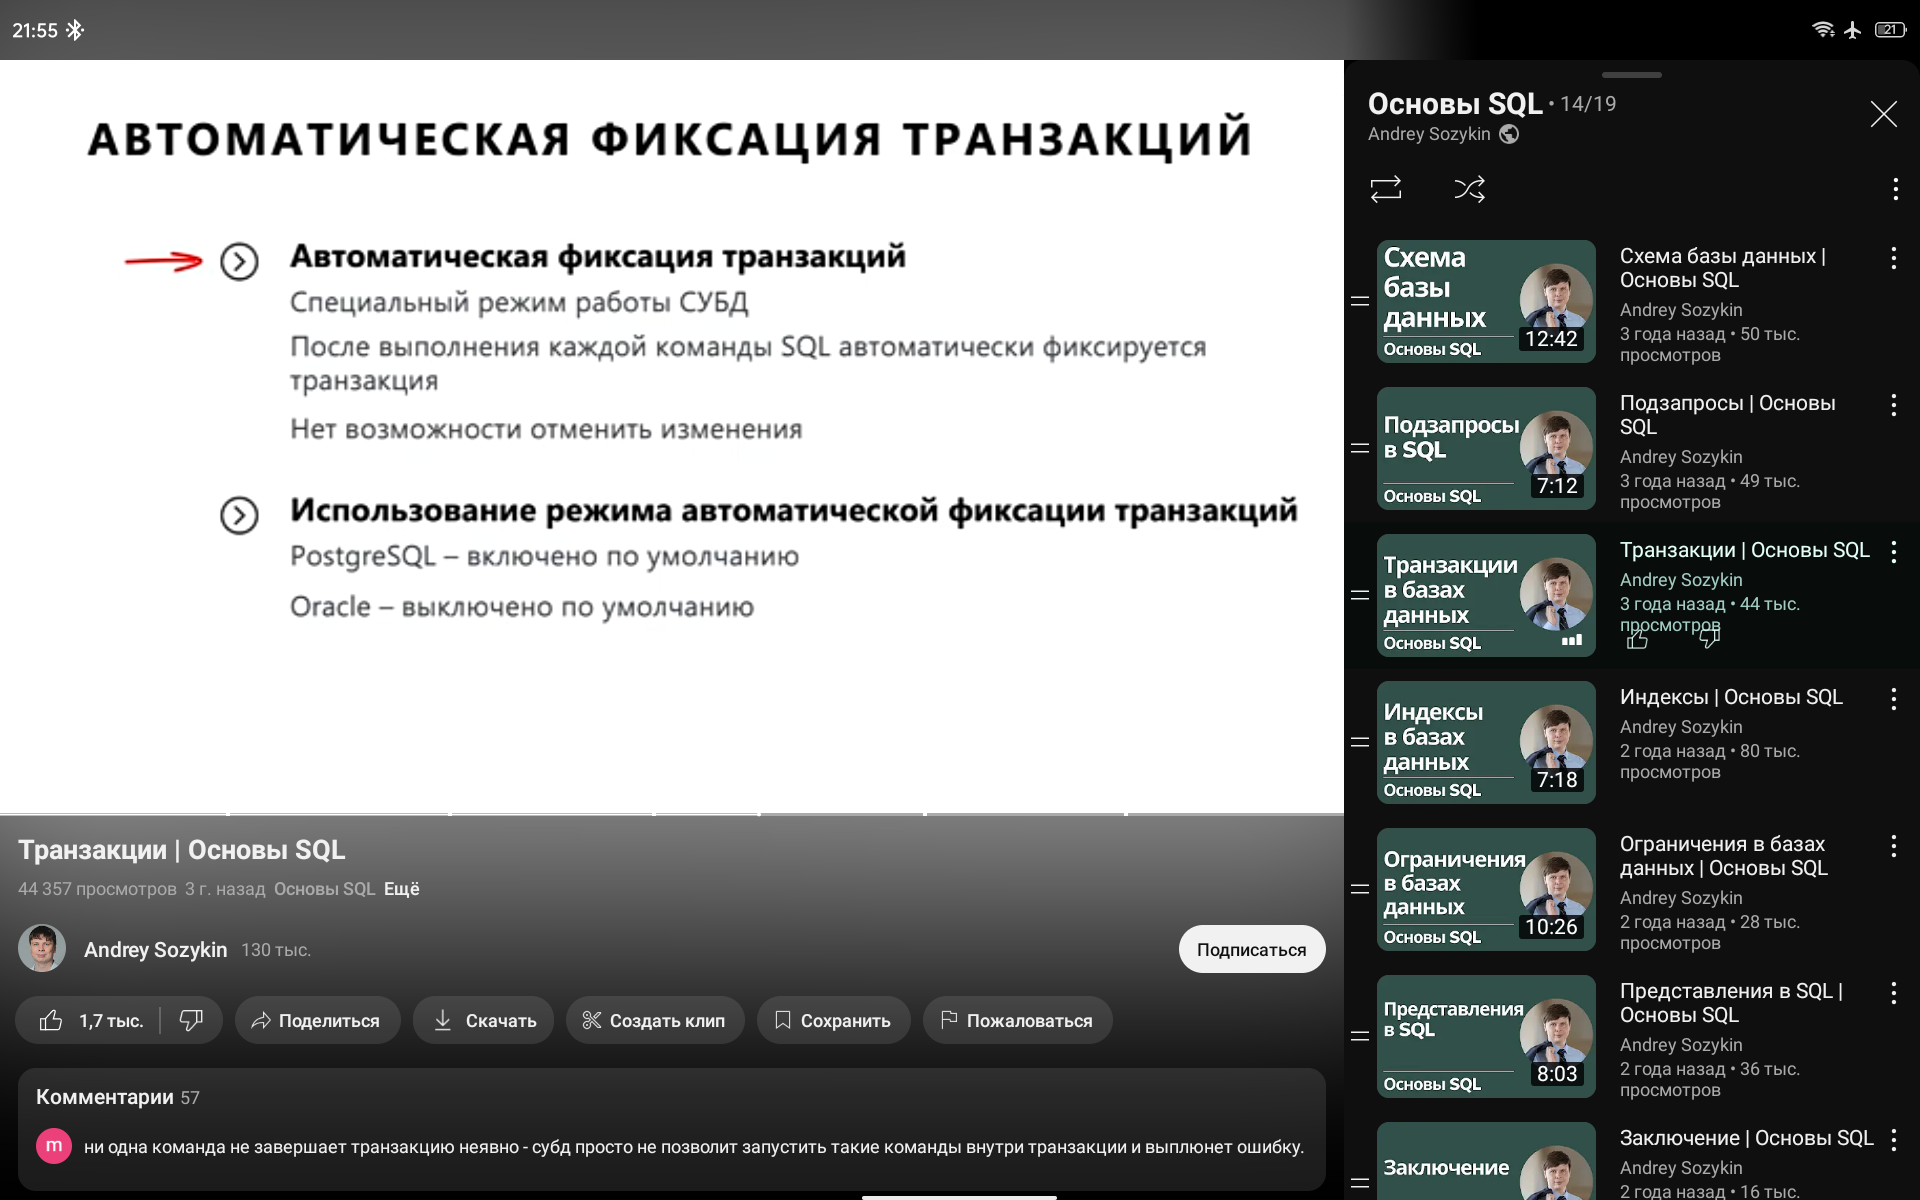 21:55
21
АВТОМАТИЧЕСКАЯ ФИКСАЦИЯ ТРАНЗАКЦИЙ
Автоматическая фиксация транзакций
Специальный режим работы СУБД
После выполнения каждой команды SQL автоматически фиксируется
транзакция
Нет возможности отменить изменения
Использование режима автоматической фиксации транзакций
PostgreSQL – включено по умолчанию
Oracle – выключено по умолчанию
Транзакции | Основы SQL
44 357 просмотров 3 г. назад Основы SQL Ещё
Andrey Sozykin 130 тыс.
Подписаться
1,7 тыс.
Поделиться
Скачать
Создать клип
Сохранить
Пожаловаться
Комментарии 57
m
ни одна команда не завершает транзакцию неявно - субд просто не позволит запустить такие команды внутри транзакции и выплюнет ошибку.
Основы SQL • 14/19
Andrey Sozykin
Схема
базы
данных
Основы SQL
12:42
Схема базы данных |
Основы SQL
Andrey Sozykin
3 года назад • 50 тыс.
просмотров
Подзапросы
в SQL
Основы SQL
7:12
Подзапросы | Основы
SQL
Andrey Sozykin
3 года назад • 49 тыс.
просмотров
Транзакции
в базах
данных
Основы SQL
Транзакции | Основы SQL
Andrey Sozykin
3 года назад • 44 тыс.
просмотров
Индексы
в базах
данных
Основы SQL
7:18
Индексы | Основы SQL
Andrey Sozykin
2 года назад • 80 тыс.
просмотров
Ограничения
в базах
данных
Основы SQL
10:26
Ограничения в базах
данных | Основы SQL
Andrey Sozykin
2 года назад • 28 тыс.
просмотров
Представления
в SQL
Основы SQL
8:03
Представления в SQL |
Основы SQL
Andrey Sozykin
2 года назад • 36 тыс.
просмотров
Заключение
Заключение | Основы SQL
Andrey Sozykin
2 года назад • 16 тыс.